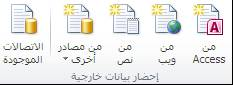 من
Access
من
ويب
من
نص
من مصادر
أخرى
الاتصالات
الموجودة
إحضار بيانات خارجية